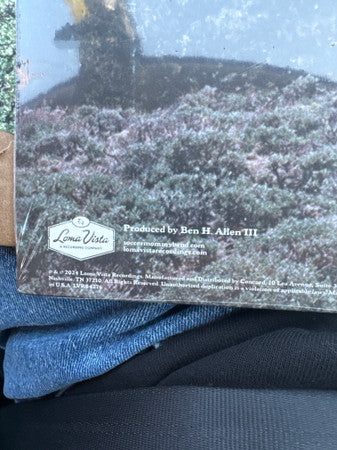 Loma Vista
A RECORDING COMPANY
Produced by Ben H. Allen III
soccermommyband.com
lomavistarecordings.com
℗ & © 2024 Loma Vista Recordings. Manufactured and Distributed by Concord, 10 Lea Avenue, Suite
Nashville, TN 37210. All Rights Reserved. Unauthorized duplication is a violation of applicable laws.
in U.S.A.